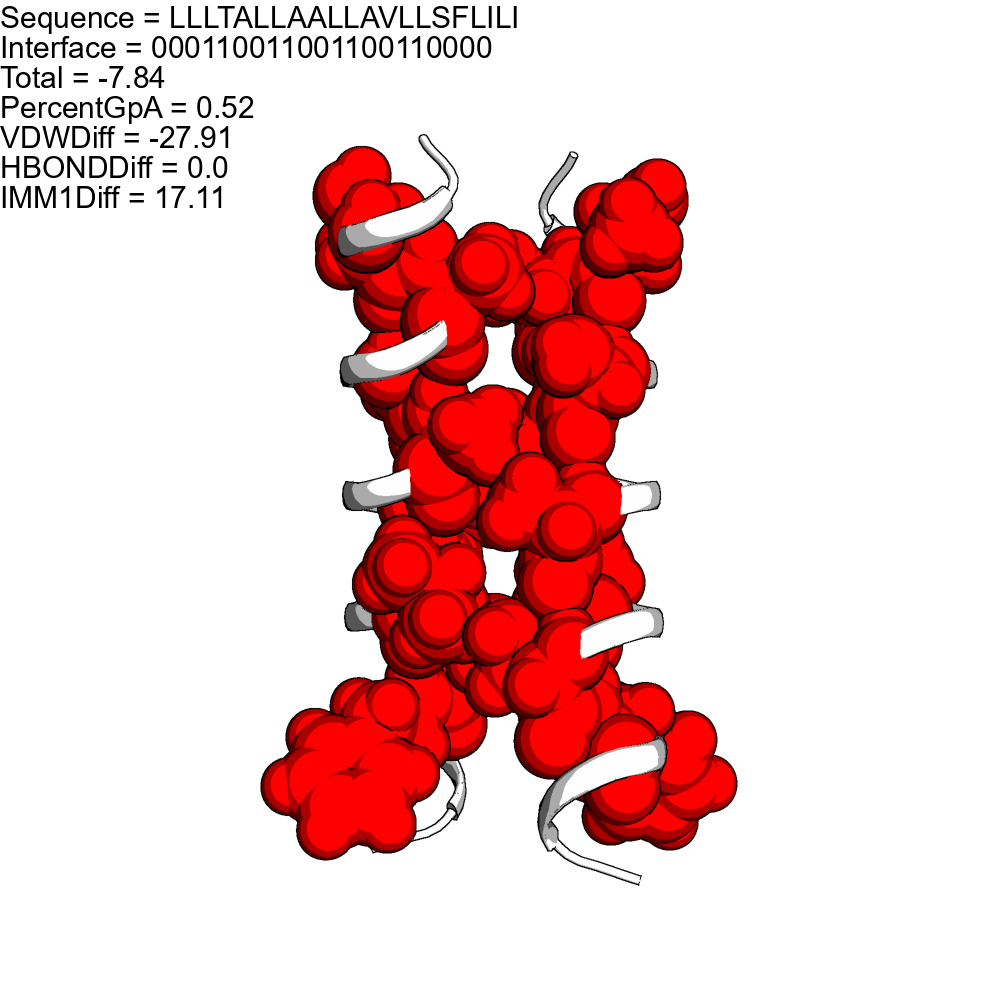 Sequence = LLLTALLAALLAVLLSFLILI
Interface = 000110011001100110000
Total = -7.84
PercentGpA = 0.52
VDWDiff = -27.91
HBONDDiff = 0.0
IMM1Diff = 17.11